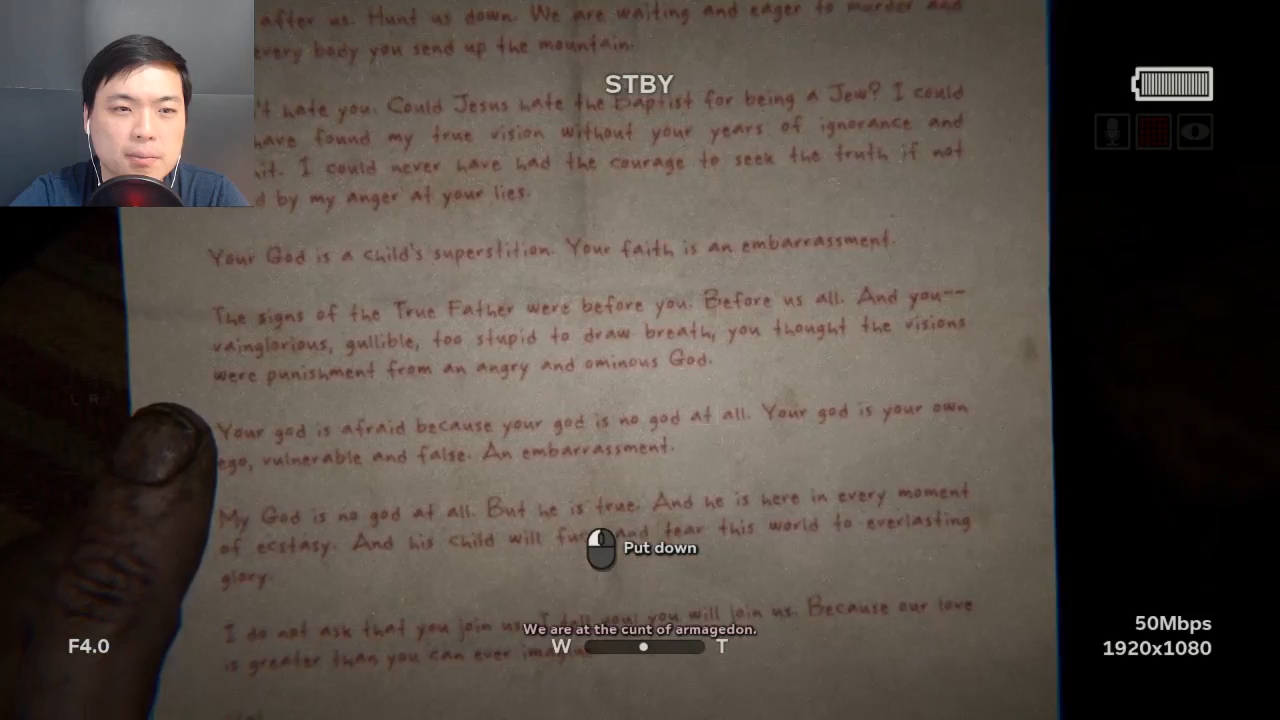 after us. Hunt us down. We are waiting and eager to murder and
every body you send up the mountain.
STBY
't hate you. Could Jesus hate the Baptist for being a Jew? I could
have found my true vision without your years of ignorance and
it. I could never have had the courage to seek the truth if not
d by my anger at your lies.
Your God is a child's superstition. Your faith is an embarrassment.
The signs of the True Father were before you. Before us all. And you--
vainglorious, gullible, too stupid to draw breath, you thought the visions
were punishment from an angry and ominous God.
LR
Your god is afraid because your god is no god at all. Your god is your own
ego, vulnerable and false. An embarrassment.
My God is no god at all. But he is true. And he is here in every moment
of ecstasy. And his child will and tear this world to everlasting
Put down
glory.
I do not ask that you join us. you will join us. Because our love
We are at the cunt of armagedon.
is greater than you can ever
F4.0
W
T
50Mbps
1920x1080